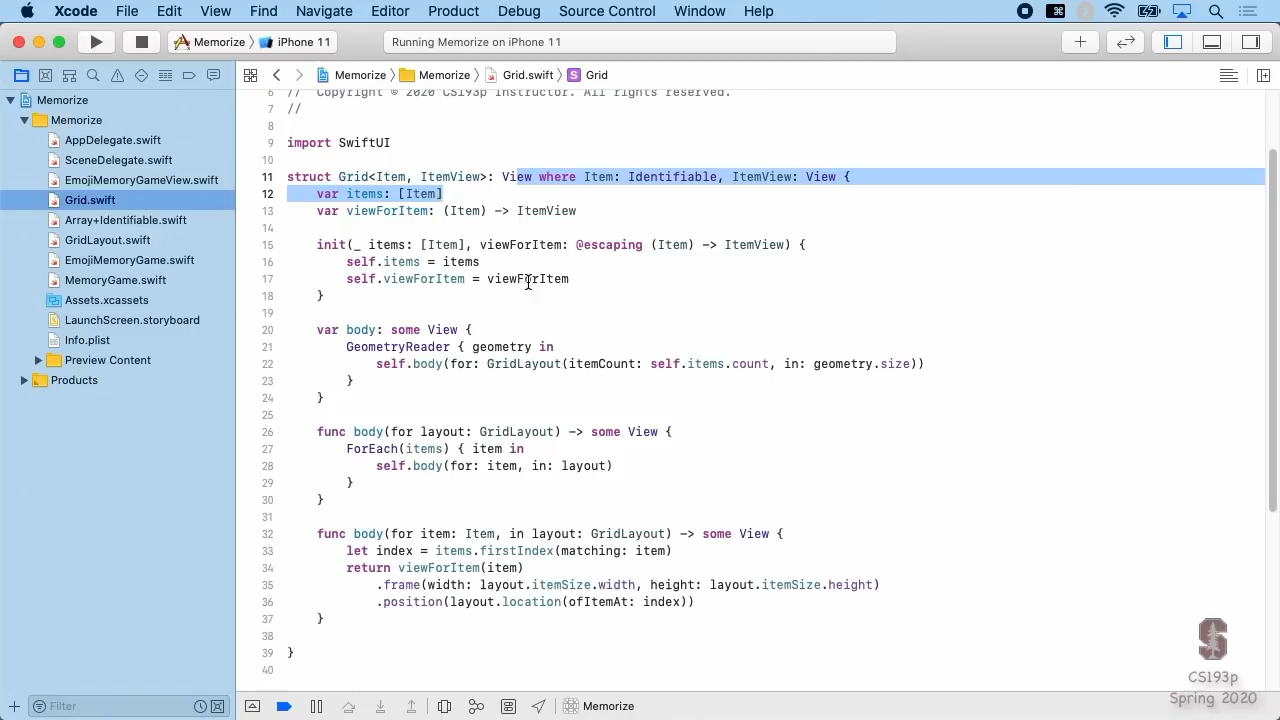 Xcode File Edit View Find Navigate Editor Product Debug Source Control Window Help
Memorize iPhone 11 Running Memorize on iPhone 11
Memorize Memorize Grid.swift S Grid
Memorize
Memorize
AppDelegate.swift
SceneDelegate.swift
EmojiMemoryGameView.swift
Grid.swift
Array+Identifiable.swift
GridLayout.swift
EmojiMemoryGame.swift
MemoryGame.swift
Assets.xcassets
LaunchScreen.storyboard
Info.plist
Preview Content
Products
Filter
6 // Copyright © 2020 CS193p Instructor. All rights reserved.
7 //
8
9 import SwiftUI
10
11 struct Grid<Item, ItemView>: View where Item: Identifiable, ItemView: View {
12 var items: [Item]
13 var viewForItem: (Item) -> ItemView
14
15 init(_ items: [Item], viewForItem: @escaping (Item) -> ItemView) {
16 self.items = items
17 self.viewForItem = viewForItem
18 }
19
20 var body: some View {
21 GeometryReader { geometry in
22 self.body(for: GridLayout(itemCount: self.items.count, in: geometry.size))
23 }
24 }
25
26 func body(for layout: GridLayout) -> some View {
27 ForEach(items) { item in
28 self.body(for: item, in: layout)
29 }
30 }
31
32 func body(for item: Item, in layout: GridLayout) -> some View {
33 let index = items.firstIndex(matching: item)
34 return viewForItem(item)
35 .frame(width: layout.itemSize.width, height: layout.itemSize.height)
36 .position(layout.location(ofItemAt: index))
37 }
38
39 }
40
Memorize
S
CS193p
Spring 2020